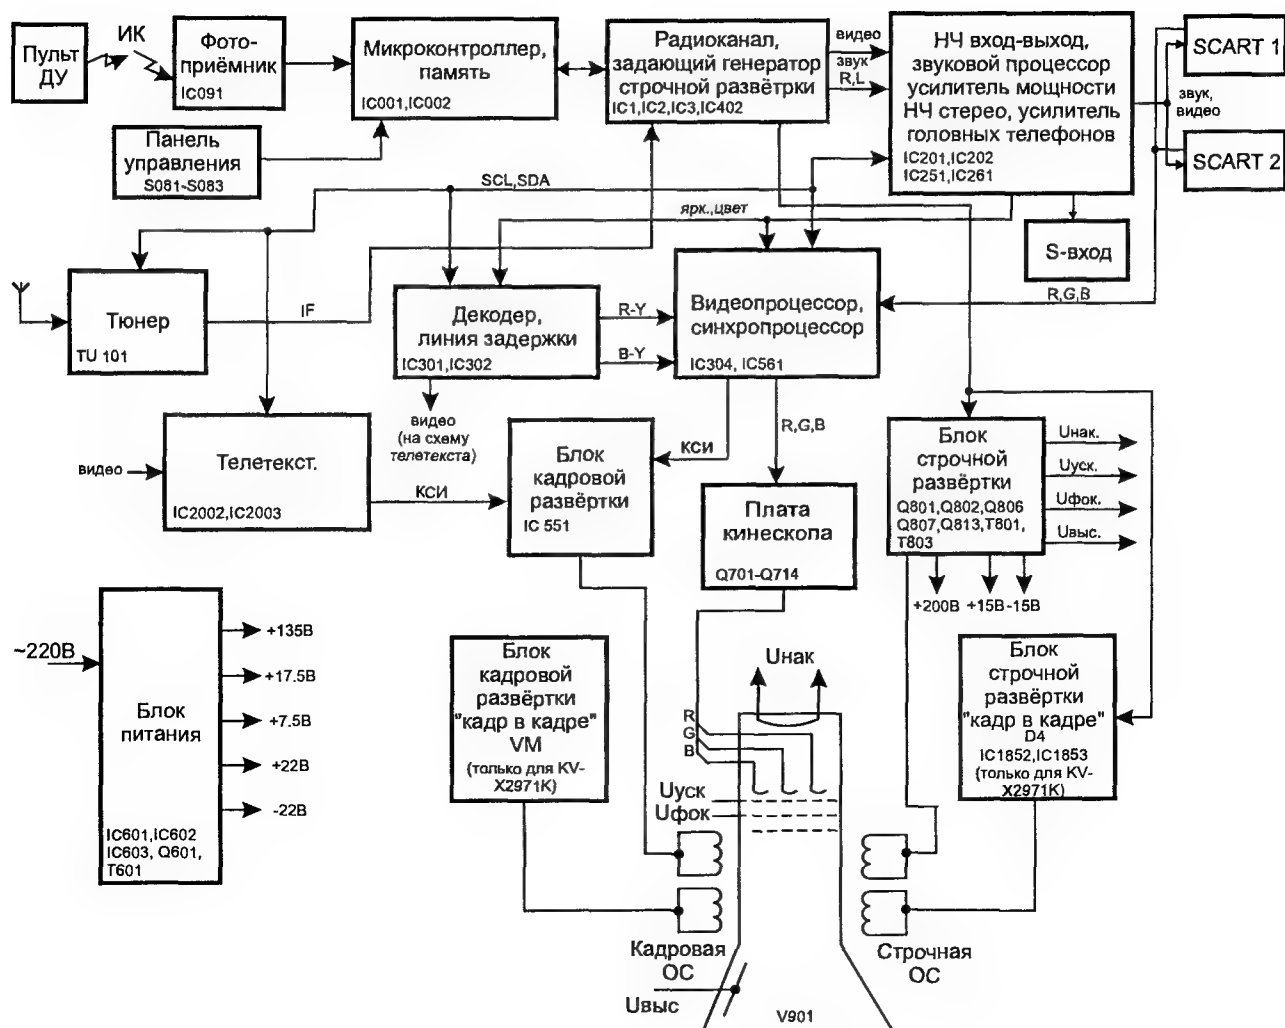 Пульт
ДУ
ИК
Фото-
приёмник
IC091
Микроконтроллер,
память
IC001, IC002
Радиоканал,
задающий генератор
строчной развётрки
IC1,IC2,IC3,IC402
видео
звук
R,L
НЧ вход-выход,
звуковой процессор
усилитель мощности
НЧ стерео, усилитель
головных телефонов
IC201,IC202
IC251,IC261
звук,
видео
SCART 1
SCART 2
Панель
управления
S081-S083
SCL,SDA
ярк.,цвет
S-вход
R,G,B
Тюнер
TU 101
IF
Декодер,
линия задержки
IC301,IC302
R-Y
B-Y
Видеопроцессор,
синхропроцессор
IC304, IC561
видео
(на схему
телетекста)
видео
Телетекст.
IC2002,IC2003
КСИ
Блок
кадровой
развёртки
IC 551
КСИ
R,G,B
Плата
кинескопа
Q701-Q714
Блок
строчной
развёртки
Q801,Q802,Q806
Q807,Q813,T801,
T803
Uнак.
Uуск.
Uфок.
Uвыс.
+200В
+15В
-15В
~220В
Блок
питания
IC601,IC602
IC603, Q601,
T601
+135В
+17.5В
+7.5В
+22В
-22В
Блок
кадровой
развёртки
"кадр в кадре"
VM
(только для KV-
X2971K)
Uнак
R
G
B
Uуск
Uфок
Блок
строчной
развёртки
"кадр в кадре"
D4
IC1852,IC1853
(только для KV-
X2971K)
Кадровая
ОС
Строчная
ОС
Uвыс
V901